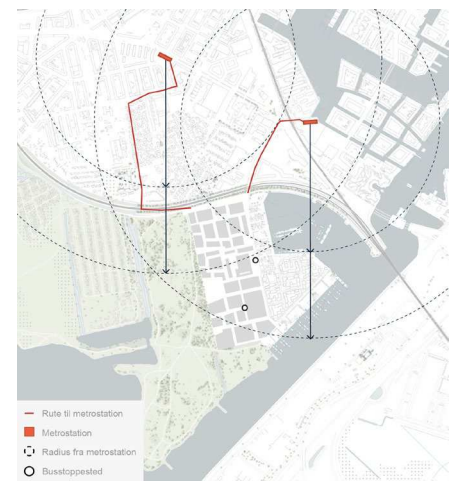 Rute til metrostation
Metrostation
Radius fra metrostation
Busstoppested